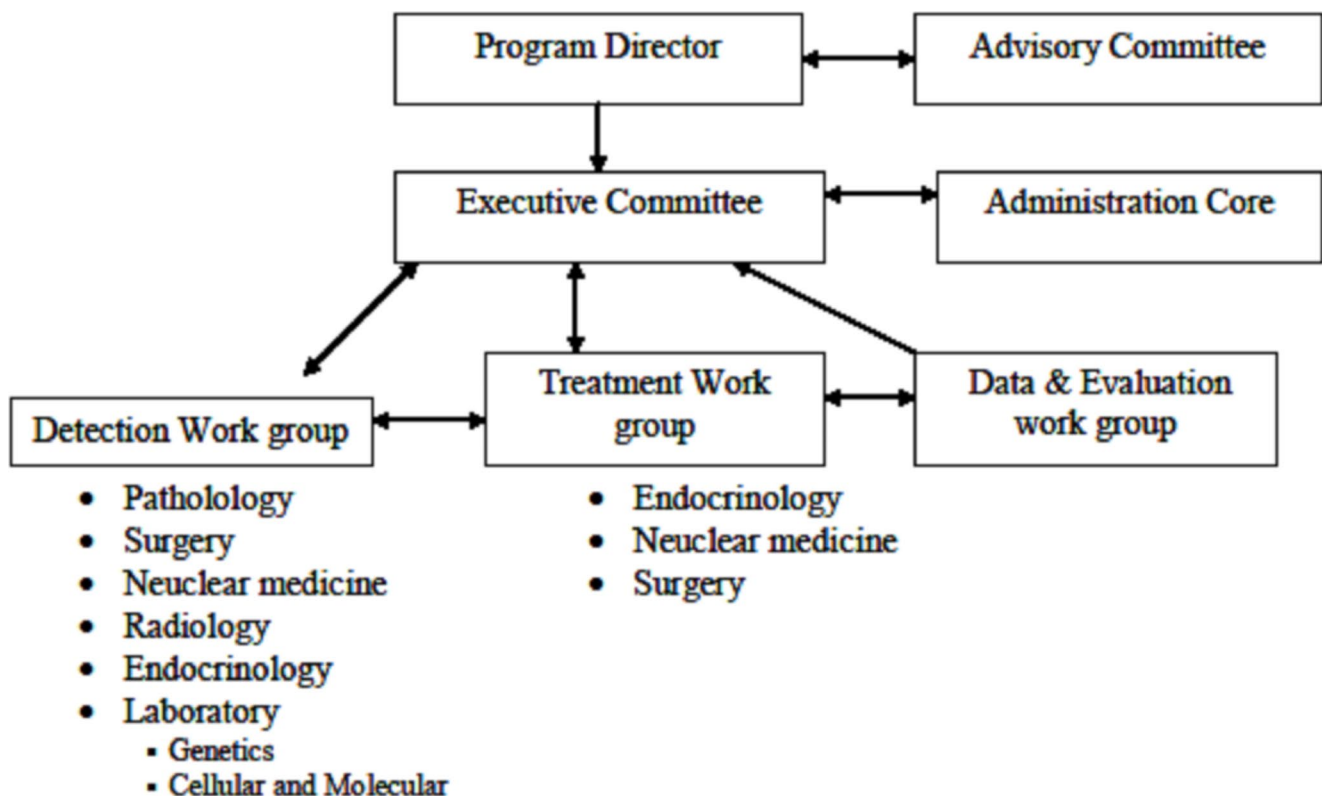 Program Director
Advisory Committee
Executive Committee
Administration Core
Detection Work group
Treatment Work
group
Data & Evaluation
work group
• Patholology
• Surgery
• Neuclear medicine
• Radiology
• Endocrinology
• Laboratory
▪ Genetics
▪ Cellular and Molecular
• Endocrinology
• Neuclear medicine
• Surgery